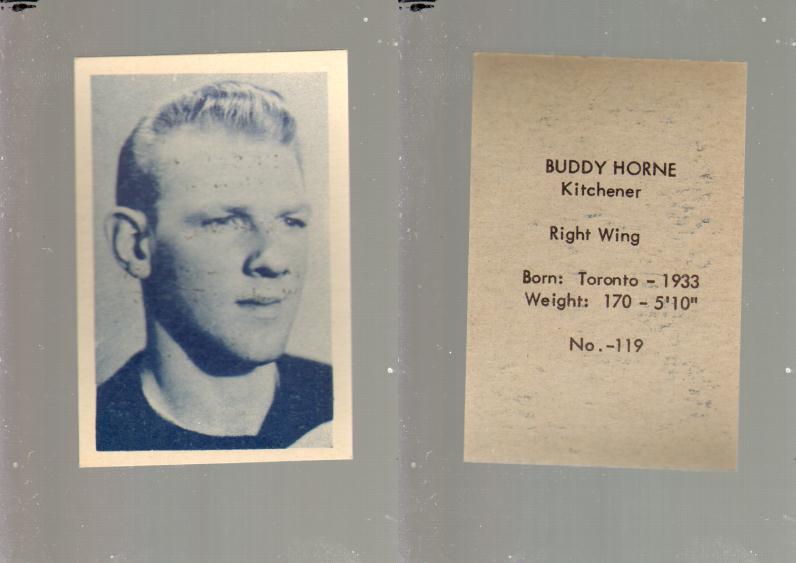 BUDDY HORNE
Kitchener
Right Wing
Born: Toronto - 1933
Weight: 170 - 5'10"
No.-119